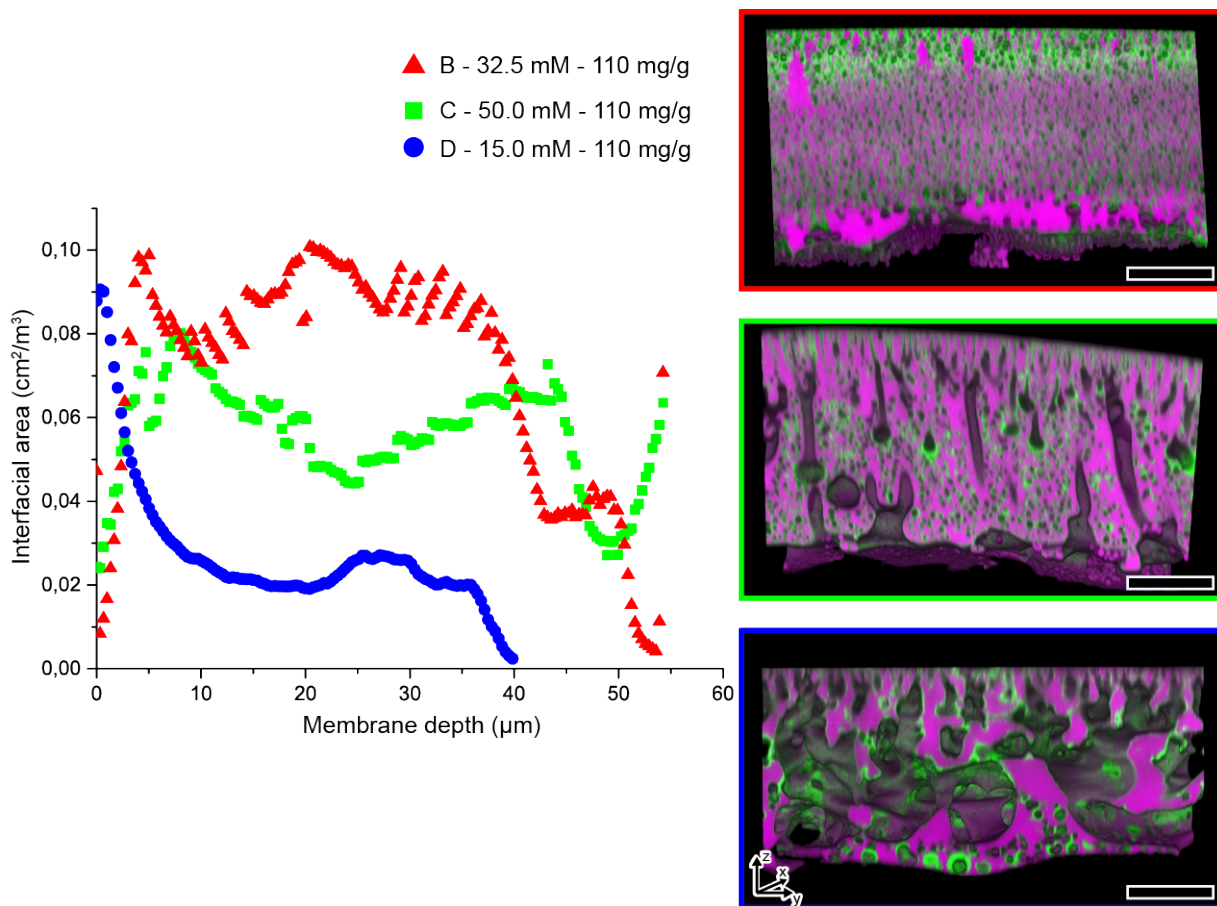 B - 32.5 mM - 110 mg/g
C - 50.0 mM - 110 mg/g
D - 15.0 mM - 110 mg/g
Interfacial area (cm²/m³)
0,10
0,08
0,06
0,04
0,02
0,00
0 10 20 30 40 50 60
Membrane depth (µm)
z
x
y